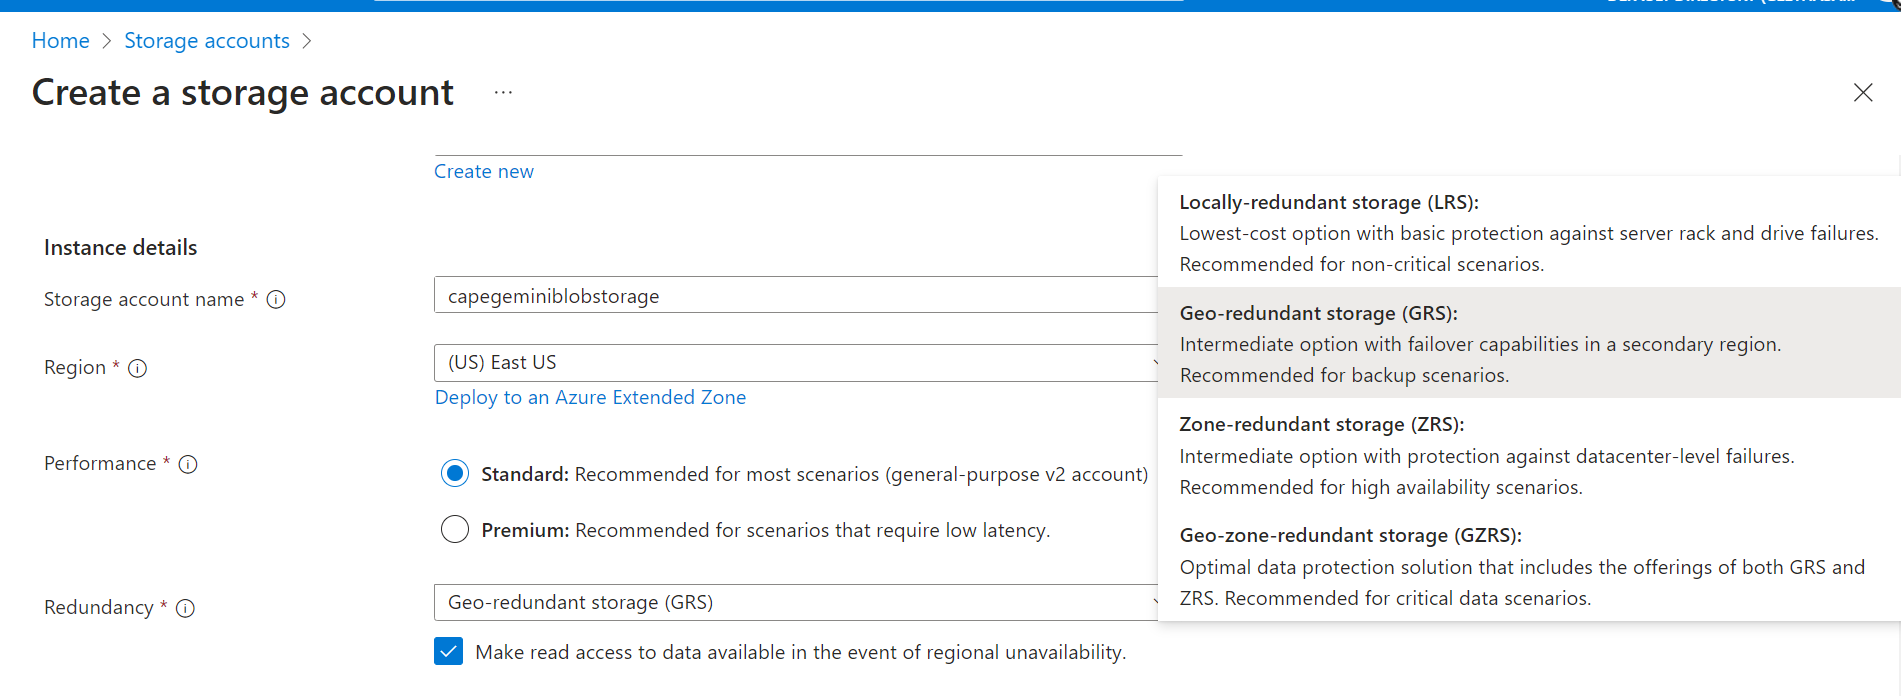 Home > Storage accounts >
Create a storage account ...
Create new
Instance details
Storage account name *
capegeminiblobstorage
Region *
(US) East US
Deploy to an Azure Extended Zone
Performance *
Standard: Recommended for most scenarios (general-purpose v2 account)
Premium: Recommended for scenarios that require low latency.
Redundancy *
Geo-redundant storage (GRS)
Make read access to data available in the event of regional unavailability.
Locally-redundant storage (LRS):
Lowest-cost option with basic protection against server rack and drive failures.
Recommended for non-critical scenarios.
Geo-redundant storage (GRS):
Intermediate option with failover capabilities in a secondary region.
Recommended for backup scenarios.
Zone-redundant storage (ZRS):
Intermediate option with protection against datacenter-level failures.
Recommended for high availability scenarios.
Geo-zone-redundant storage (GZRS):
Optimal data protection solution that includes the offerings of both GRS and
ZRS. Recommended for critical data scenarios.